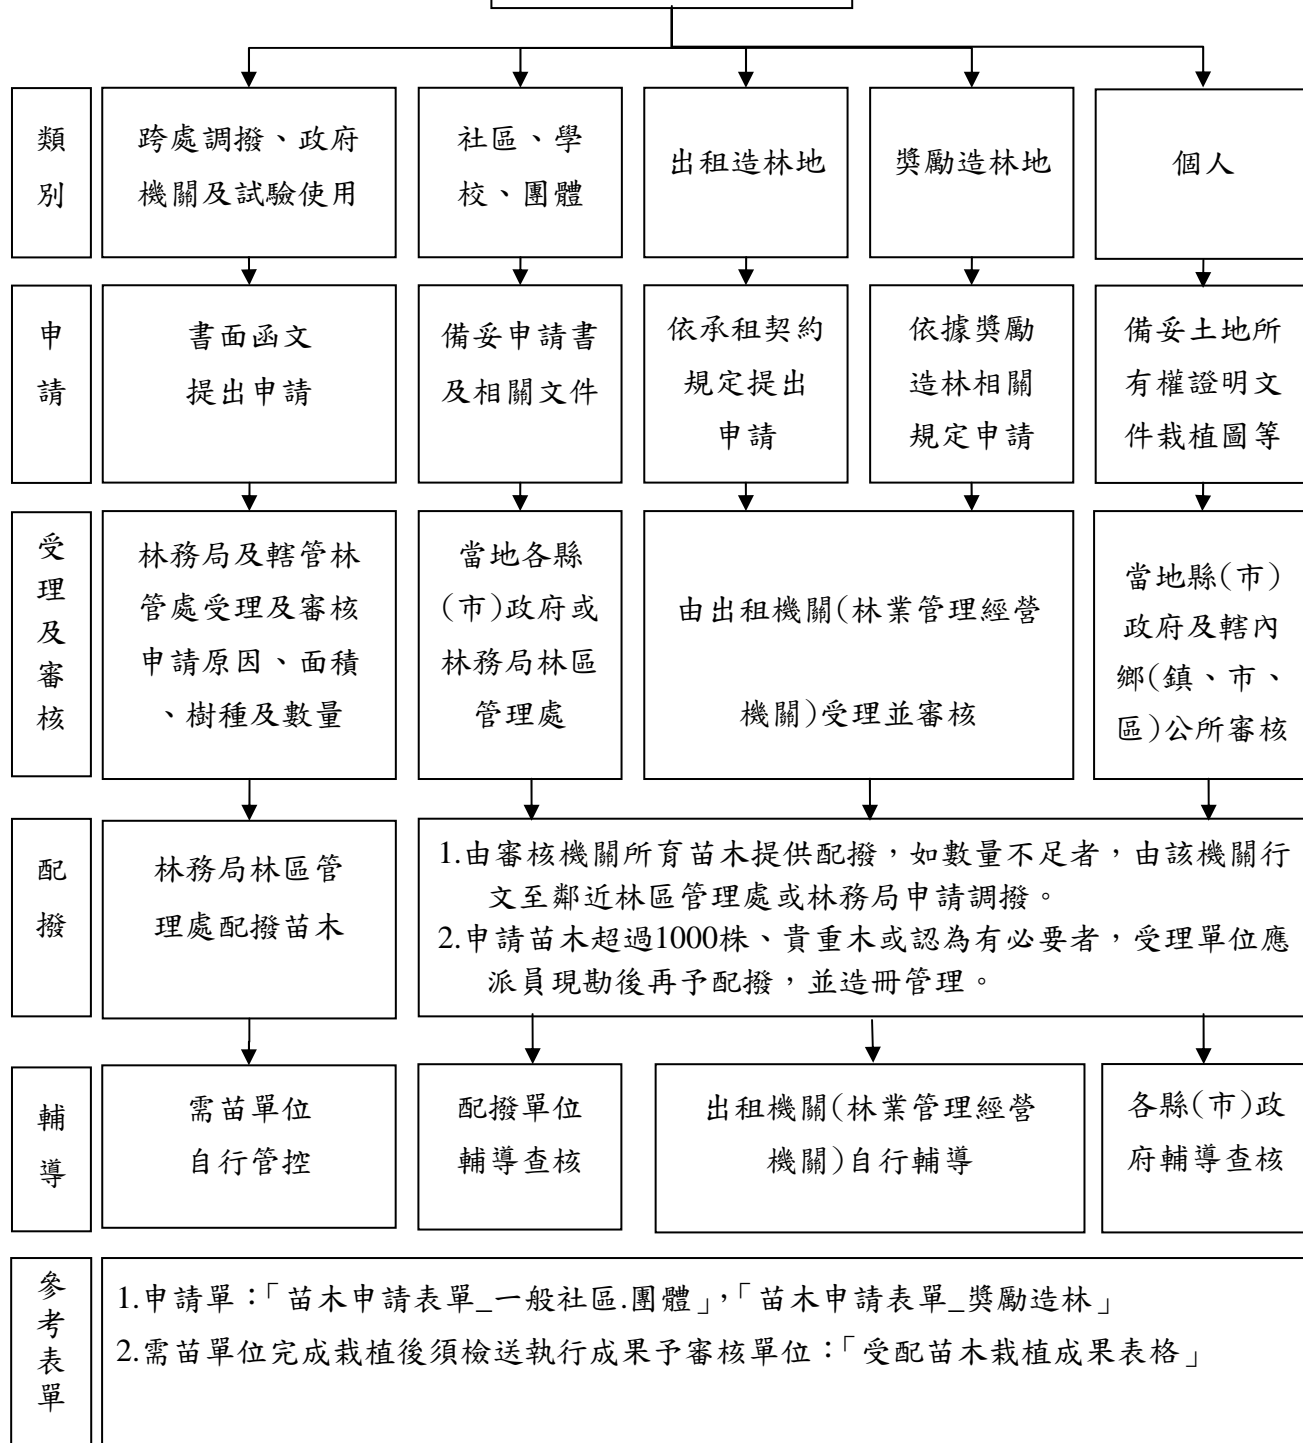 類
別
跨處調撥、政府
機關及試驗使用
社區、學
校、團體
出租造林地
獎勵造林地
個人
申
請
書面函文
提出申請
備妥申請書
及相關文件
依承租契約
規定提出
申請
依據獎勵
造林相關
規定申請
備妥土地所
有權證明文
件栽植圖等
受
理
及
審
核
林務局及轄管林
管處受理及審核
申請原因、面積
、樹種及數量
當地各縣
(市)政府或
林務局林區
管理處
由出租機關(林業管理經營
機關)受理並審核
當地縣(市)
政府及轄內
鄉(鎮、市、
區)公所審核
配
撥
林務局林區管
理處配撥苗木
1.由審核機關所育苗木提供配撥，如數量不足者，由該機關行
文至鄰近林區管理處或林務局申請調撥。
2.申請苗木超過1000株、貴重木或認為有必要者，受理單位應
派員現勘後再予配撥，並造冊管理。
輔
導
需苗單位
自行管控
配撥單位
輔導查核
出租機關(林業管理經營
機關)自行輔導
各縣(市)政
府輔導查核
參
考
表
單
1.申請單：「苗木申請表單_一般社區.團體」，「苗木申請表單_獎勵造林」
2.需苗單位完成栽植後須檢送執行成果予審核單位：「受配苗木栽植成果表格」